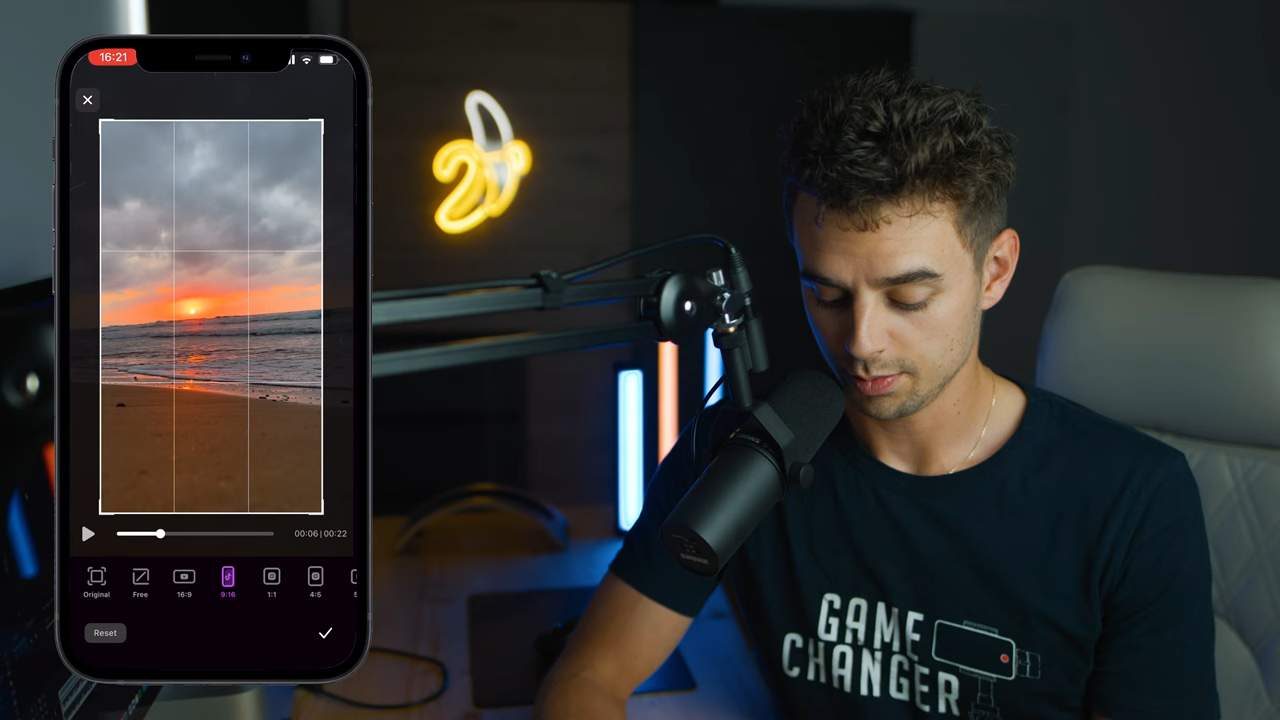 16:21
00:06 | 00:22
Original
Free
16:9
9:16
1:1
4:5
Reset
GAME
CHANGER